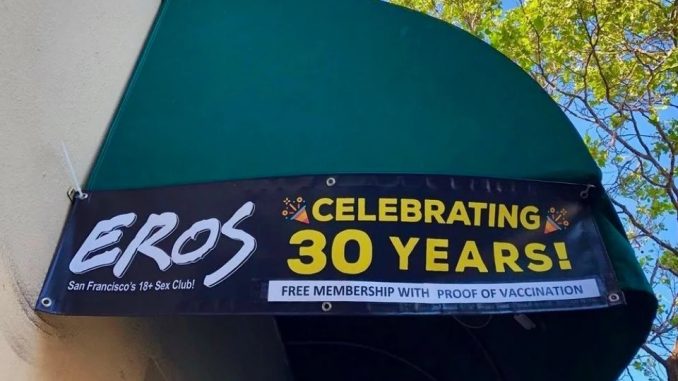 EROS
San Francisco's 18+ Sex Club!
CELEBRATING
30 YEARS!
FREE MEMBERSHIP WITH PROOF OF VACCINATION